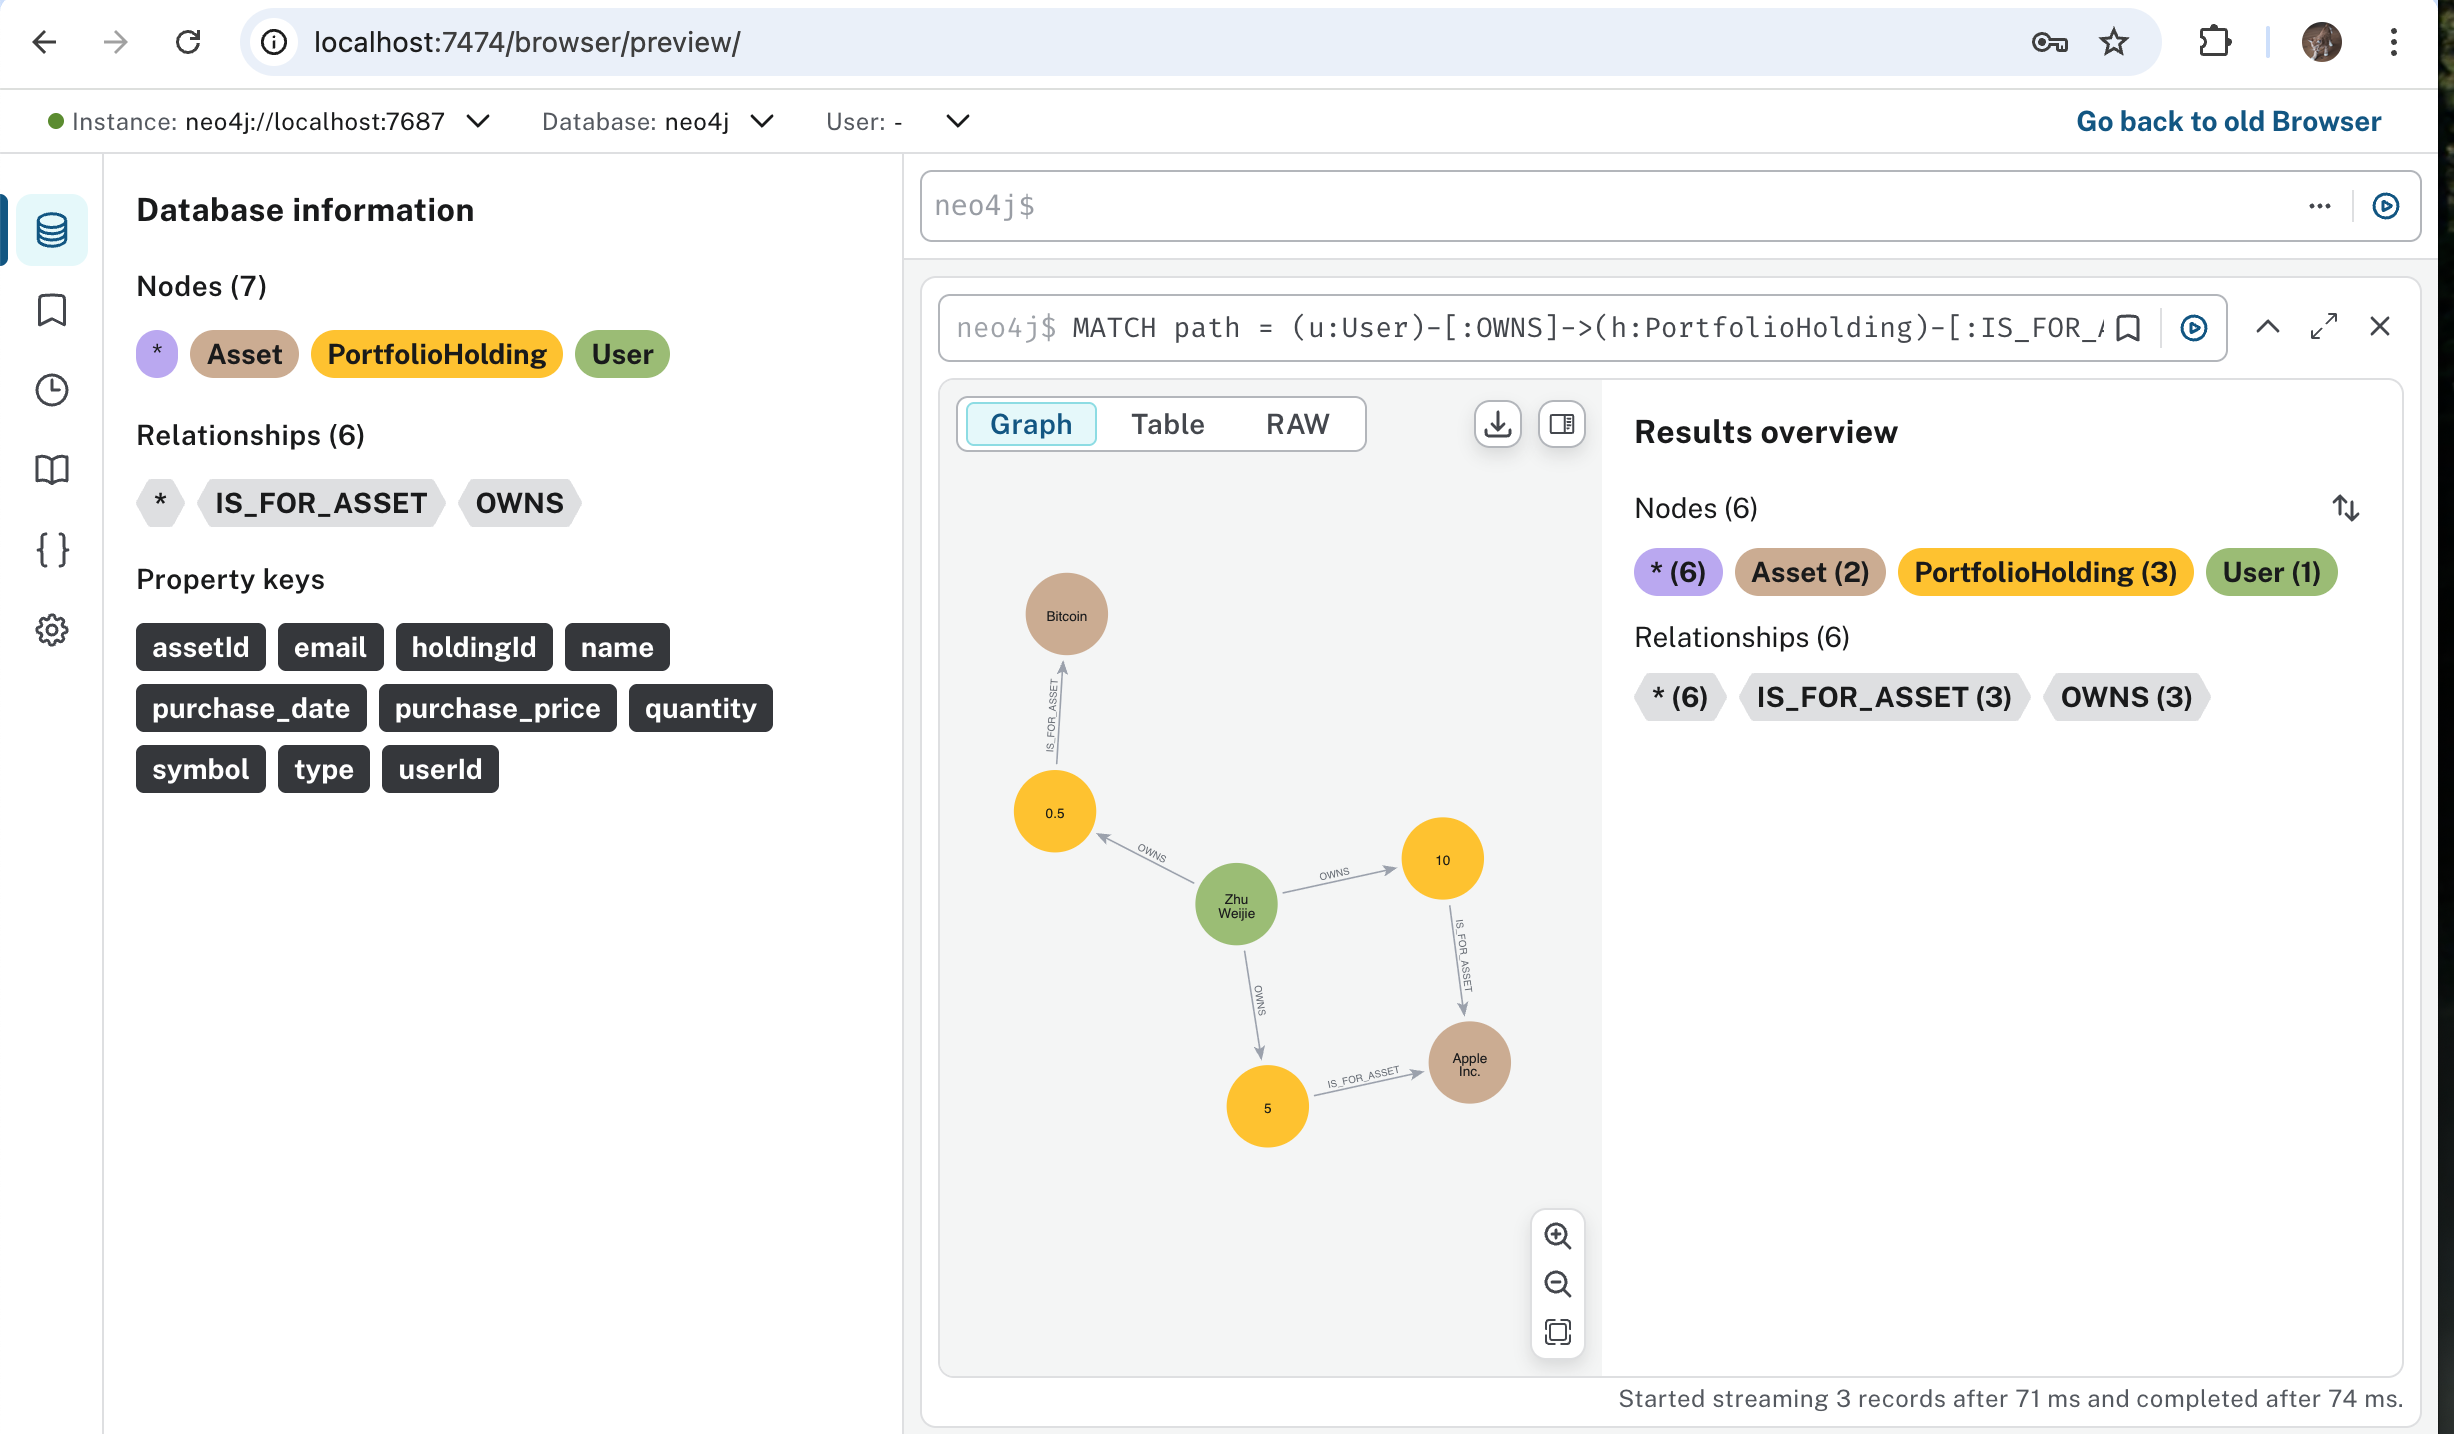 localhost:7474/browser/preview/
Instance: neo4j://localhost:7687 Database: neo4j User: - Go back to old Browser
Database information
Nodes (7)
* Asset PortfolioHolding User
Relationships (6)
* IS_FOR_ASSET OWNS
Property keys
assetId email holdingId name
purchase_date purchase_price quantity
symbol type userId
neo4j$
neo4j$ MATCH path = (u:User)-[:OWNS]->(h:PortfolioHolding)-[:IS_FOR_A
Graph Table RAW
Bitcoin
IS_FOR_ASSET
0.5
OWNS
Zhu
Weijie
OWNS
10
IS_FOR_ASSET
OWNS
Apple
Inc.
IS_FOR_ASSET
5
Results overview
Nodes (6)
* (6) Asset (2) PortfolioHolding (3) User (1)
Relationships (6)
* (6) IS_FOR_ASSET (3) OWNS (3)
Started streaming 3 records after 71 ms and completed after 74 ms.